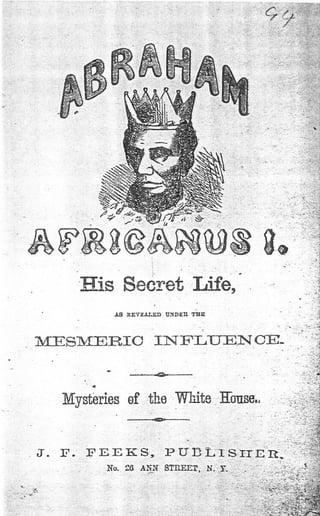 94
ABRAHAM
AFRICANUS I.
His Secret Life,
AS REVEALED UNDER THE
MESMERIC INFLUENCE.
Mysteries of the White House.
J. F. FEEKS, PUBLISHER,
No. 26 ANN STREET, N. Y.